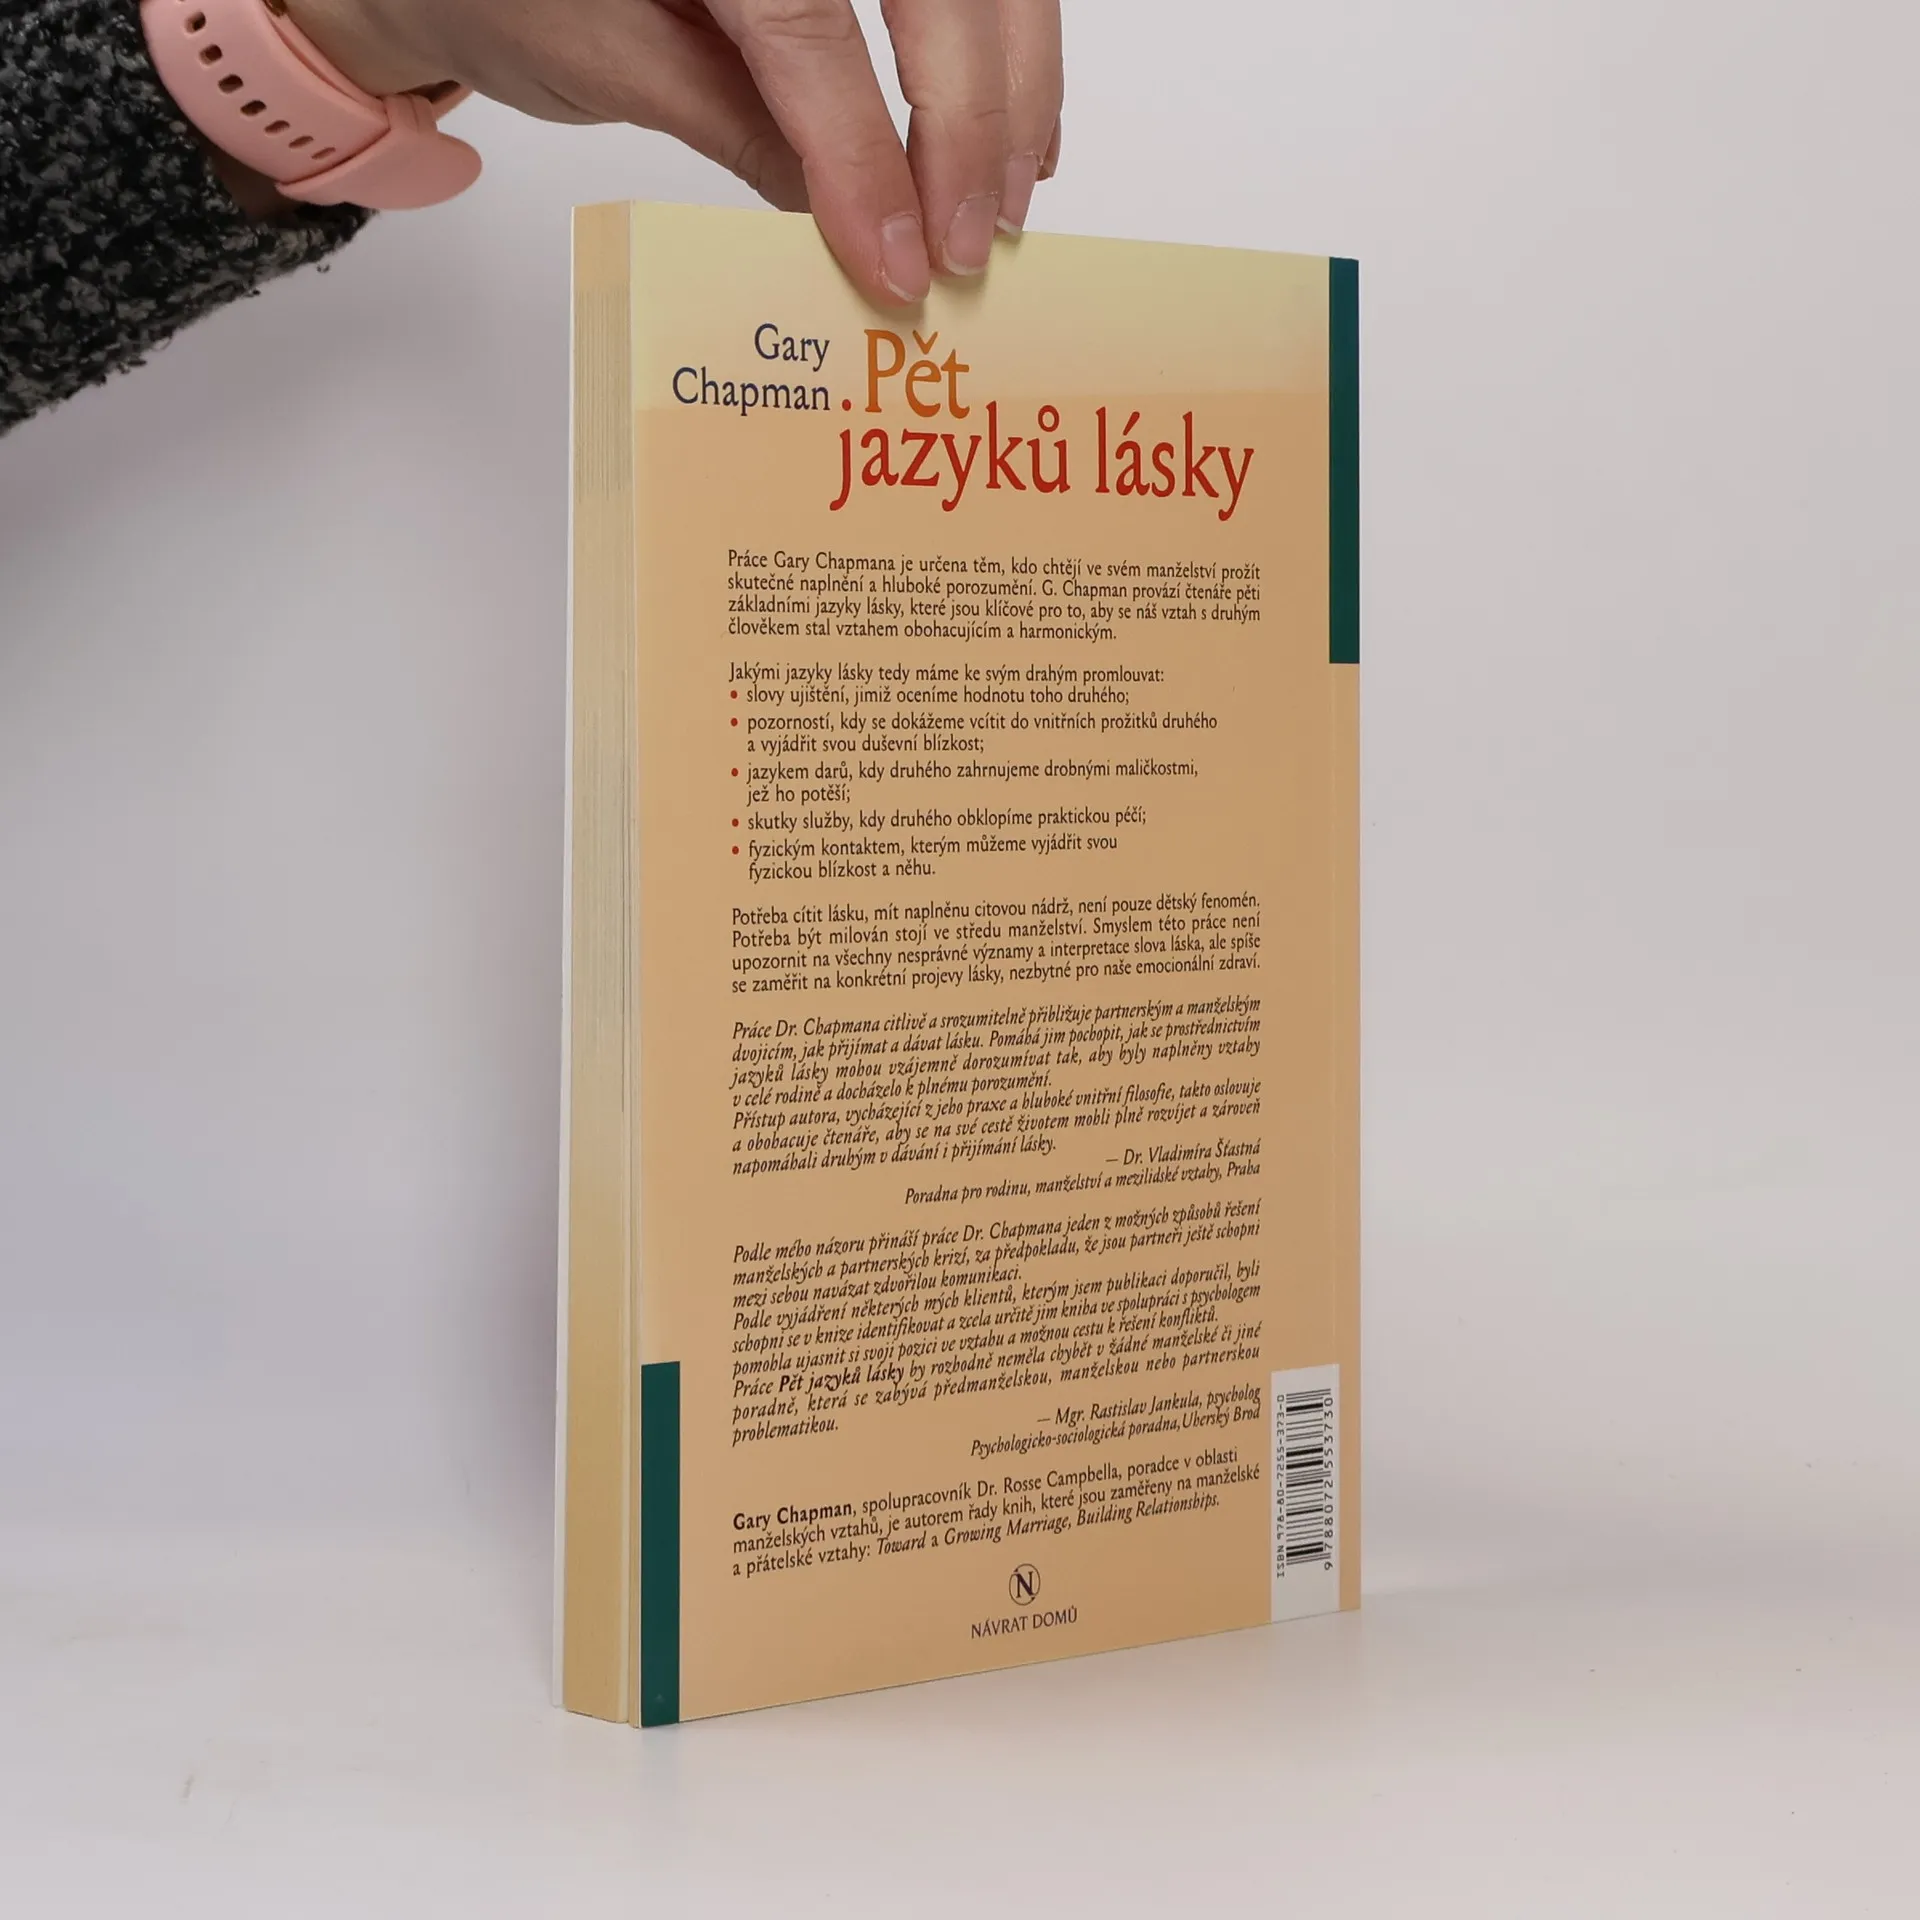 Gary
Chapman
Pět
jazyků lásky
Práce Gary Chapmana je určena těm, kdo chtějí ve svém manželství prožít
skutečné naplnění a hluboké porozumění. G. Chapman provází čtenáře pěti
základními jazyky lásky, které jsou klíčové pro to, aby se náš vztah s druhým
člověkem stal vztahem obohacujícím a harmonickým.
Jakými jazyky lásky tedy máme ke svým drahým promlouvat:
• slovy ujištění, jimiž oceníme hodnotu toho druhého;
• pozorností, kdy se dokážeme vcítit do vnitřních prožitků druhého
a vyjádřit svou duševní blízkost;
• jazykem darů, kdy druhého zahrnujeme drobnými maličkostmi,
jež ho potěší;
• skutky služby, kdy druhého obklopíme praktickou péčí;
• fyzickým kontaktem, kterým můžeme vyjádřit svou
fyzickou blízkost a něhu.
Potřeba cítit lásku, mít naplněnu citovou nádrž, není pouze dětský fenomén.
Potřeba být milován stojí ve středu manželství. Smyslem této práce není
upozornit na všechny nesprávné významy a interpretace slova láska, ale spíše
se zaměřit na konkrétní projevy lásky, nezbytné pro naše emocionální zdraví.
Práce Dr. Chapmana citlivě a srozumitelně přibližuje partnerským a manželským
dvojicím, jak přijímat a dávat lásku. Pomáhá jim pochopit, jak se prostřednictvím
jazyků lásky mohou vzájemně dorozumívat tak, aby byly naplněny vztahy
v celé rodině a docházelo k plnému porozumění.
Přístup autora, vycházející z jeho praxe a hluboké vnitřní filosofie, takto oslovuje
a obohacuje čtenáře, aby se na své cestě životem mohli plně rozvíjet a zároveň
napomáhali druhým v dávání i přijímání lásky.
— Dr. Vladimíra Šťastná
Poradna pro rodinu, manželství a mezilidské vztahy, Praha
Podle mého názoru přináší práce Dr. Chapmana jeden z možných způsobů řešení
manželských a partnerských krizí, za předpokladu, že jsou partneři ještě schopni
mezi sebou navázat zdvořilou komunikaci.
Podle vyjádření některých mých klientů, kterým jsem publikaci doporučil, byli
schopni se v knize identifikovat a zcela určitě jim kniha ve spolupráci s psychologem
pomohla ujasnit si svoji pozici ve vztahu a možnou cestu k řešení konfliktů.
Práce Pět jazyků lásky by rozhodně neměla chybět v žádné manželské či jiné
poradně, která se zabývá předmanželskou, manželskou nebo partnerskou
problematikou.
— Mgr. Rastislav Jankula, psycholog
Psychologicko-sociologická poradna, Uherský Brod
Gary Chapman, spolupracovník Dr. Rosse Campbella, poradce v oblasti
manželských vztahů, je autorem řady knih, které jsou zaměřeny na manželské
a přátelské vztahy: Toward a Growing Marriage, Building Relationships.
N
NÁVRAT DOMŮ
ISBN 978-80-7255-373-0
9 788072 553730